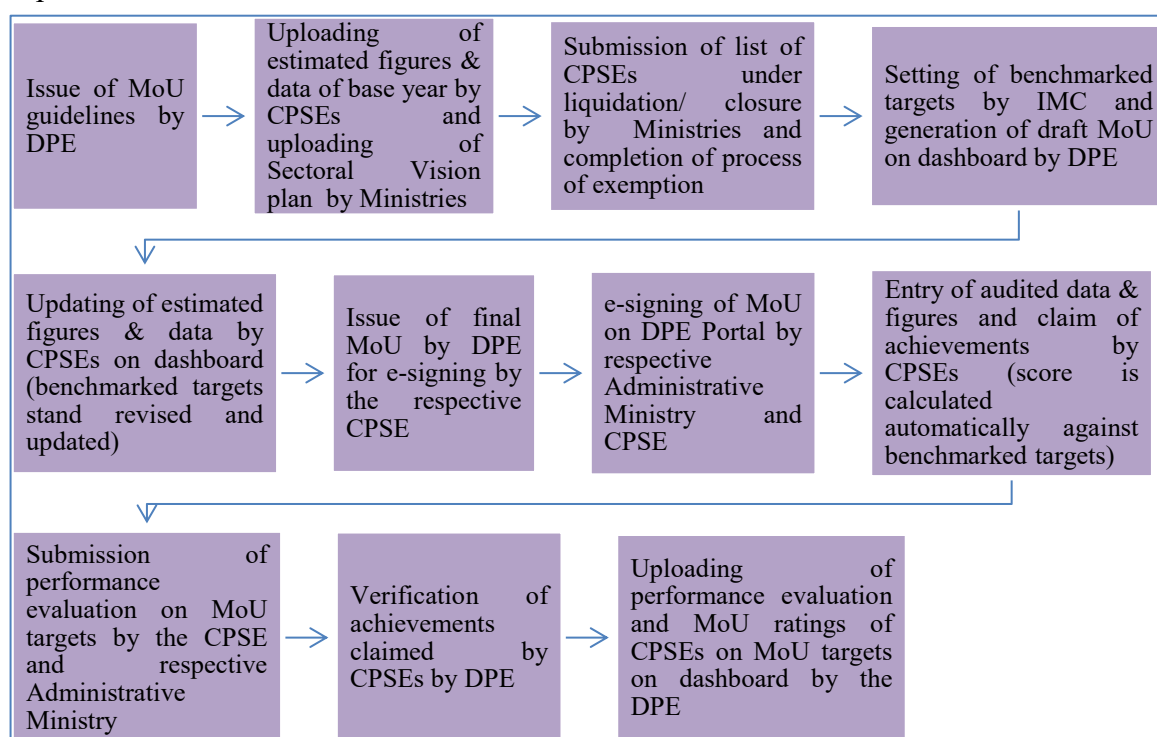 Issue of MoU
guidelines by
DPE
Uploading of
estimated figures &
data of base year by
CPSEs and
uploading of
Sectoral Vision
plan by Ministries
Submission of list of
CPSEs under
liquidation/ closure
by Ministries and
completion of process
of exemption
Setting of benchmarked
targets by IMC and
generation of draft MoU
on dashboard by DPE
Updating of estimated
figures & data by
CPSEs on dashboard
(benchmarked targets
stand revised and
updated)
Issue of final
MoU by DPE
for e-signing by
the respective
CPSE
e-signing of MoU
on DPE Portal by
respective
Administrative
Ministry and
CPSE
Entry of audited data &
figures and claim of
achievements by
CPSEs (score is
calculated
automatically against
benchmarked targets)
Submission of
performance
evaluation on MoU
targets by the CPSE
and respective
Administrative
Ministry
Verification of
achievements
claimed by
CPSEs by DPE
Uploading of
performance evaluation
and MoU ratings of
CPSEs on MoU targets
on dashboard by the
DPE